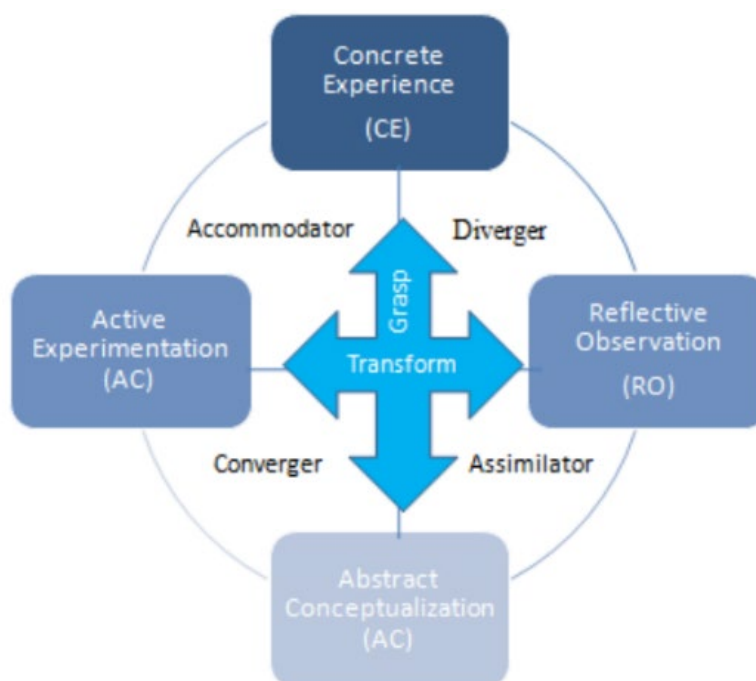 Concrete
Experience
(CE)
Accommodator
Diverger
Grasp
Active
Experimentation
(AC)
Transform
Reflective
Observation
(RO)
Converger
Assimilator
Abstract
Conceptualization
(AC)